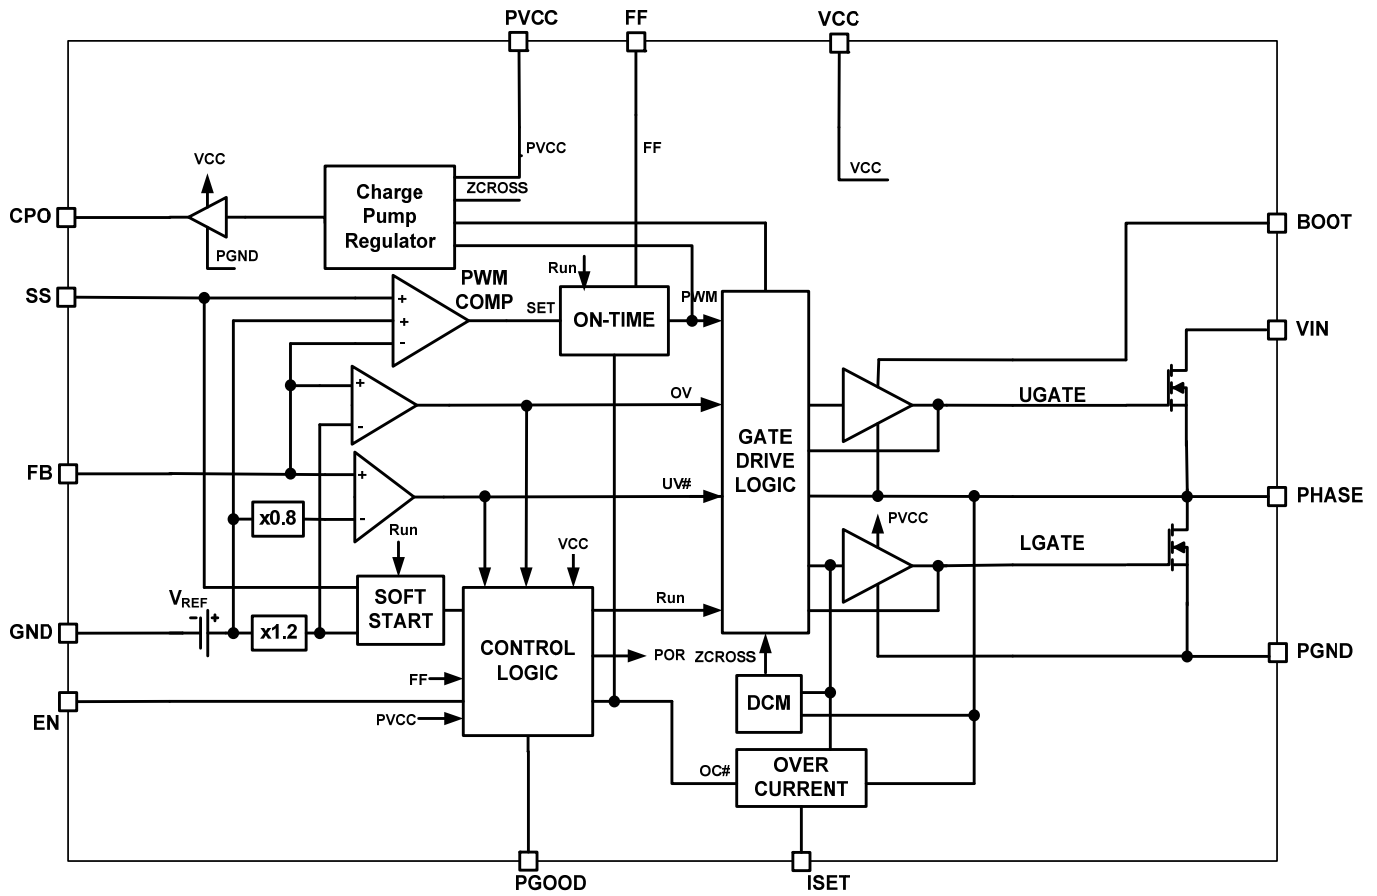 PVCC
FF
VCC
PVCC
FF
VCC
VCC
ZCROSS
Charge
Pump
Regulator
CPO
BOOT
PGND
Run
PWM
COMP
SS
SET
PWM
ON-TIME
VIN
+
+
-
+
-
OV
UGATE
GATE
DRIVE
LOGIC
FB
+
-
UV#
PHASE
x0.8
PVCC
Run
VCC
LGATE
VREF
- +
SOFT
START
Run
GND
x1.2
CONTROL
LOGIC
POR
ZCROSS
PGND
FF
EN
PVCC
DCM
OC#
OVER
CURRENT
PGOOD
ISET